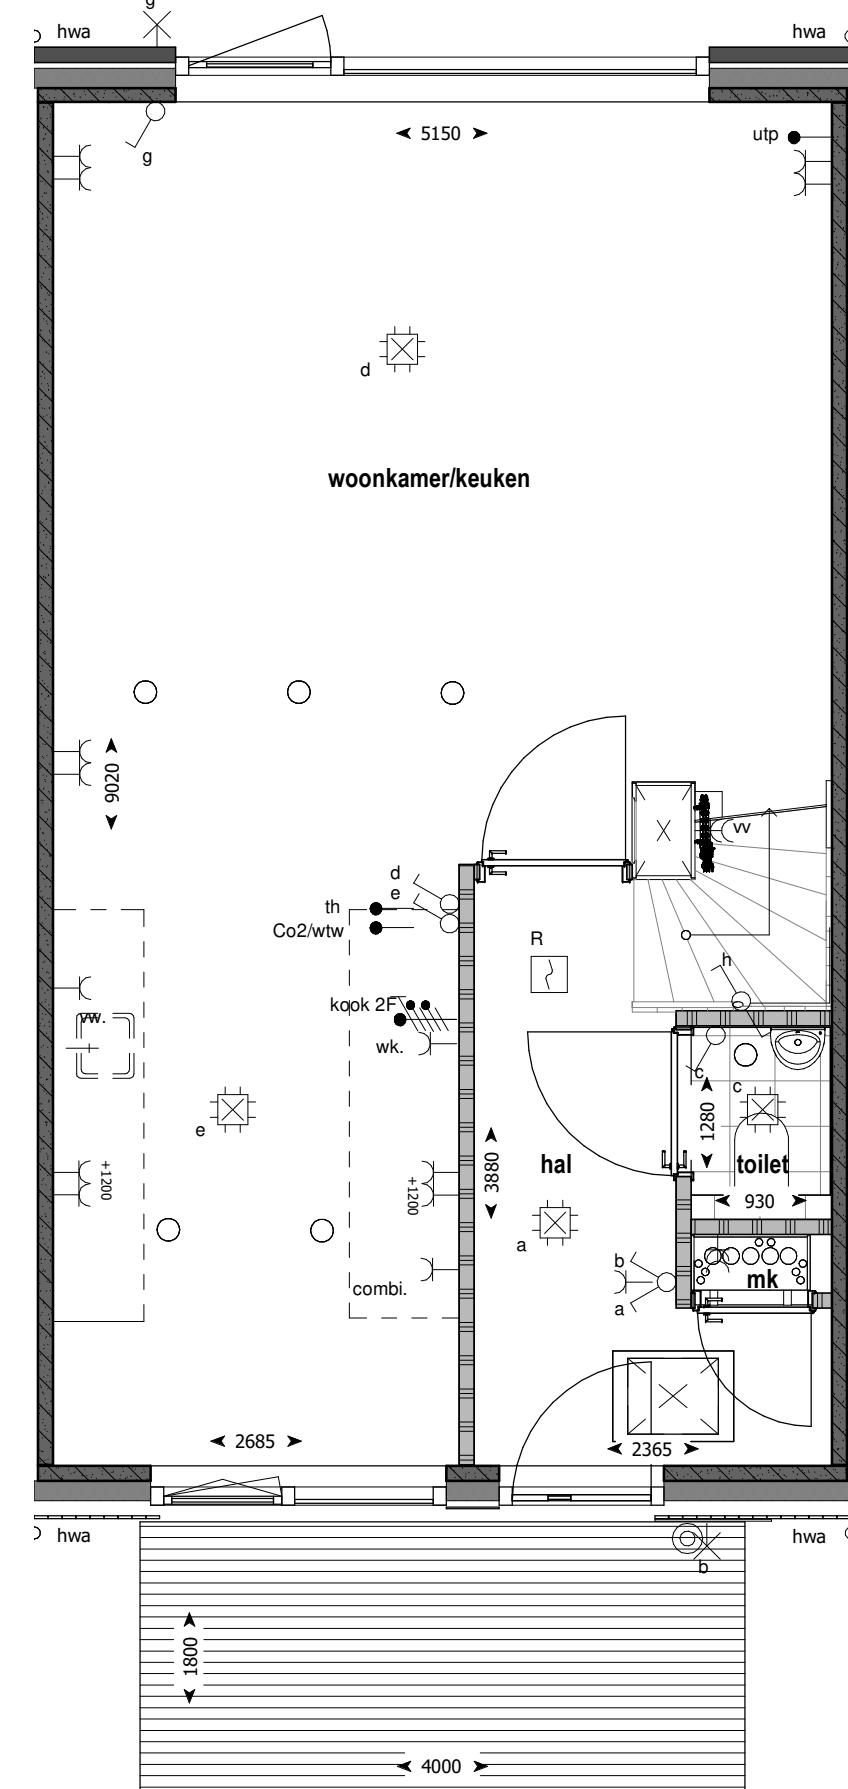 g
hwa
hwa
5150
utp
g
d
woonkamer/keuken
9020
vv
d
e
th
Co2/wtw
R
h
kook 2F
vw.
wk.
c
c
1280
e
+1200
+1200
3880
hal
toilet
930
a
b
mk
combi.
a
2685
2365
hwa
hwa
b
1800
4000